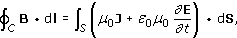 ∮_C B • dl = ∫_S (μ₀J + ε₀μ₀ ∂E/∂t) • dS,